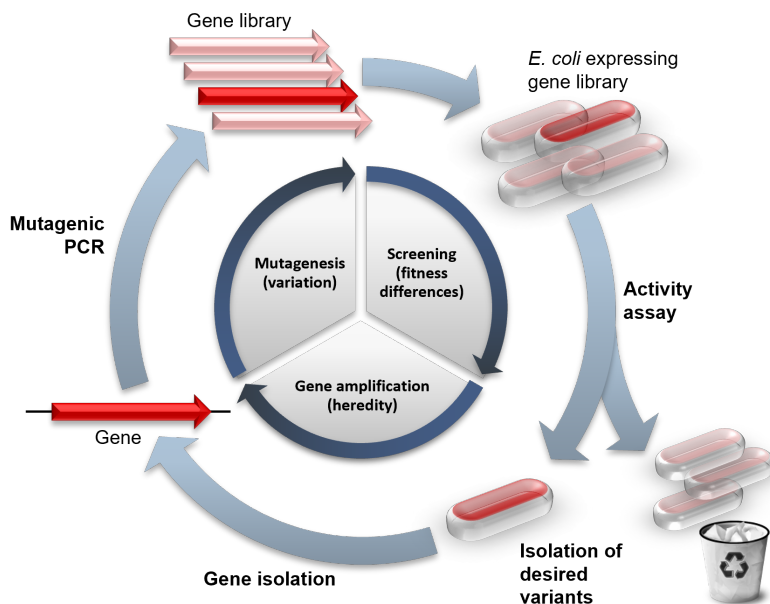 Gene library
E. coli expressing
gene library
Mutagenic
PCR
Mutagenesis
(variation)
Screening
(fitness
differences)
Activity
assay
Gene amplification
(heredity)
Gene
Gene isolation
Isolation of
desired
variants